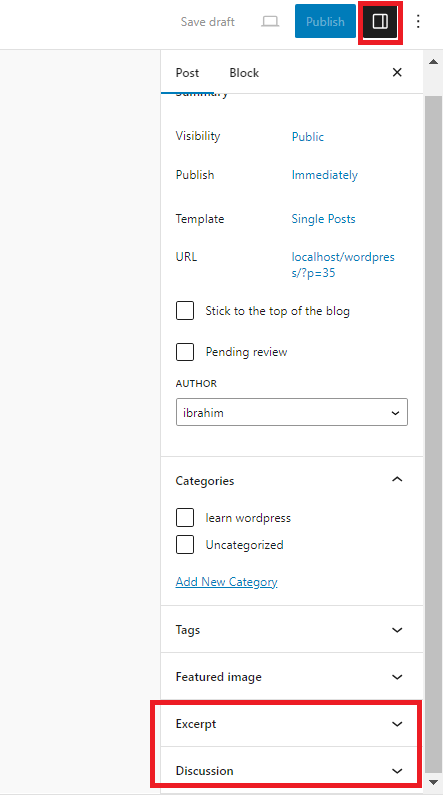 Save draft Publish
Post Block
Summary
Visibility Public
Publish Immediately
Template Single Posts
URL localhost/wordpres
s/?p=35
Stick to the top of the blog
Pending review
AUTHOR
ibrahim
Categories
learn wordpress
Uncategorized
Add New Category
Tags
Featured image
Excerpt
Discussion